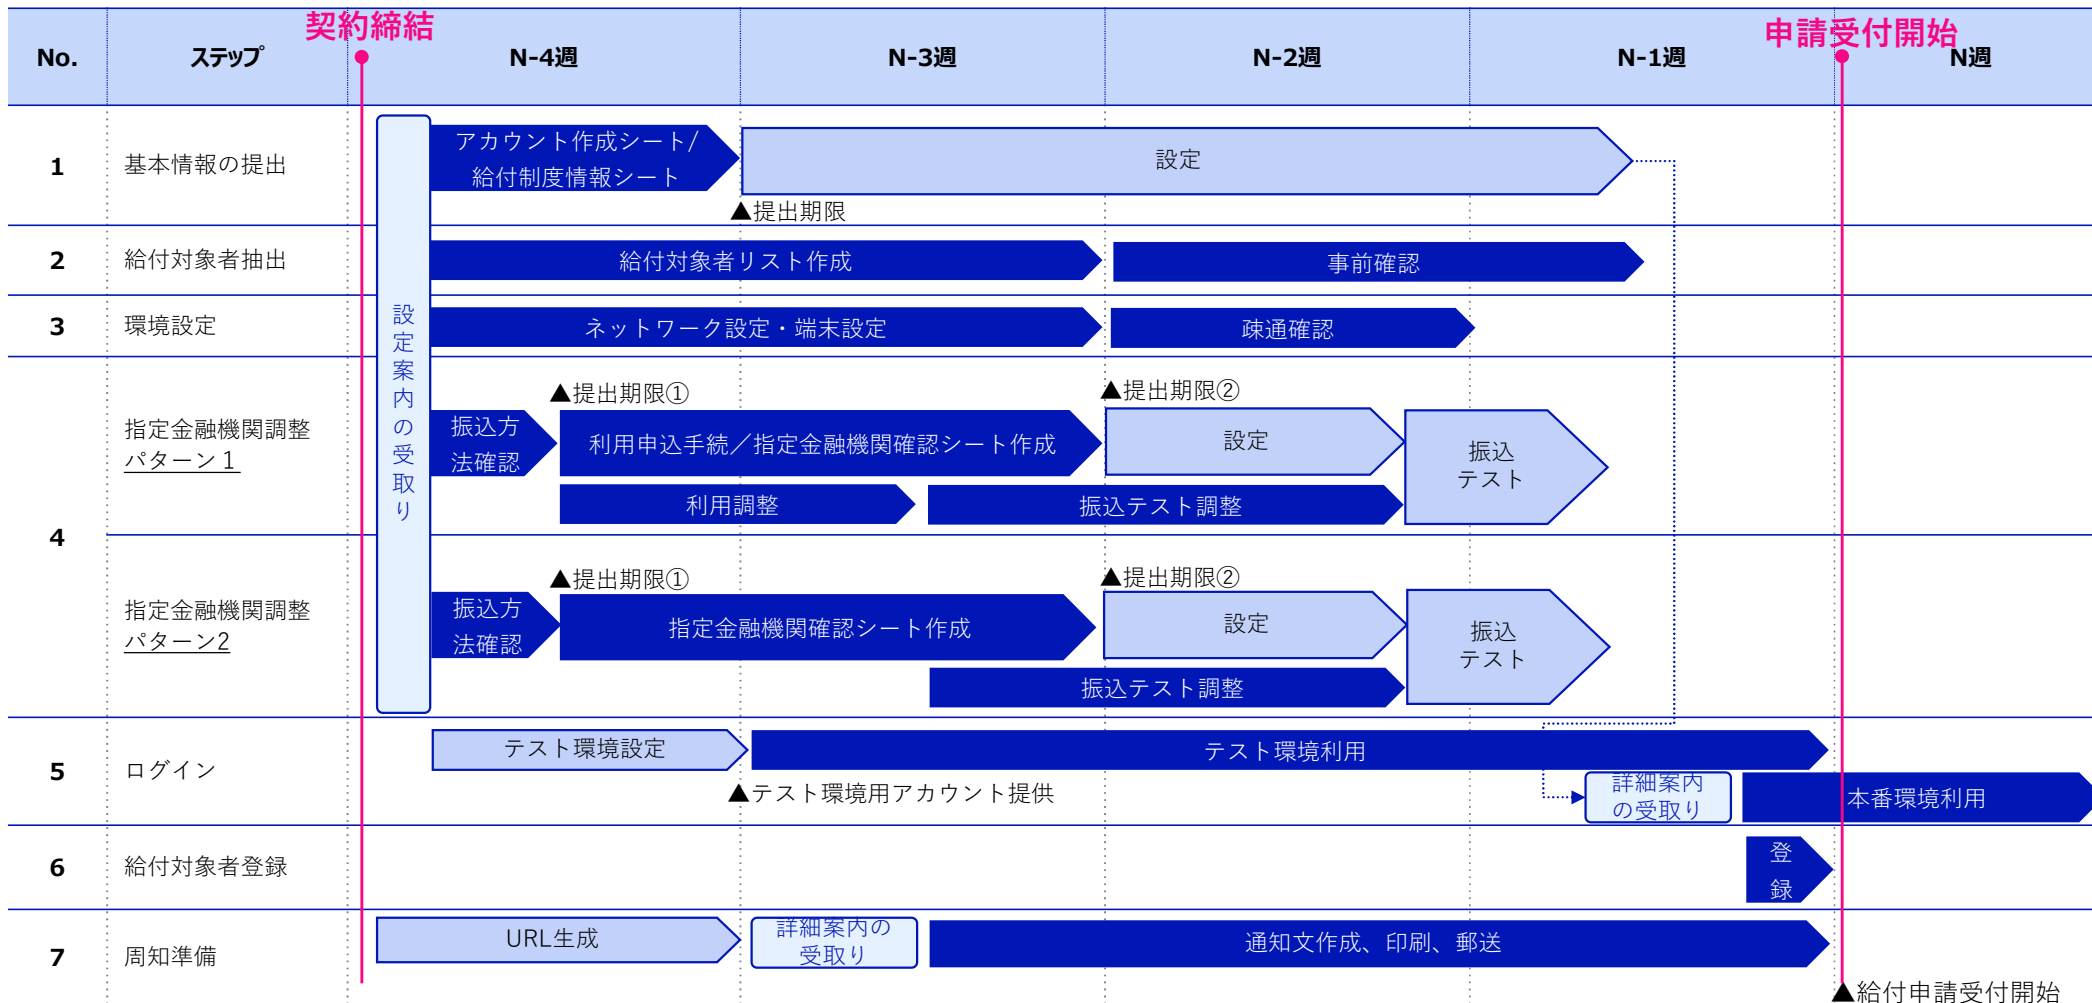 契約締結
申請受付開始
No.
ステップ
N-4週
N-3週
N-2週
N-1週
N週
1
基本情報の提出
アカウント作成シート/
給付制度情報シート
設定
▲提出期限
2
給付対象者抽出
給付対象者リスト作成
事前確認
3
環境設定
ネットワーク設定・端末設定
疎通確認
設定案内の受取り
4
指定金融機関調整
パターン１
▲提出期限①
▲提出期限②
振込方
法確認
利用申込手続／指定金融機関確認シート作成
設定
振込
テスト
利用調整
振込テスト調整
指定金融機関調整
パターン2
▲提出期限①
▲提出期限②
振込方
法確認
指定金融機関確認シート作成
設定
振込
テスト
振込テスト調整
5
ログイン
テスト環境設定
テスト環境利用
▲テスト環境用アカウント提供
詳細案内
の受取り
本番環境利用
6
給付対象者登録
登
録
7
周知準備
URL生成
詳細案内の
受取り
通知文作成、印刷、郵送
▲給付申請受付開始